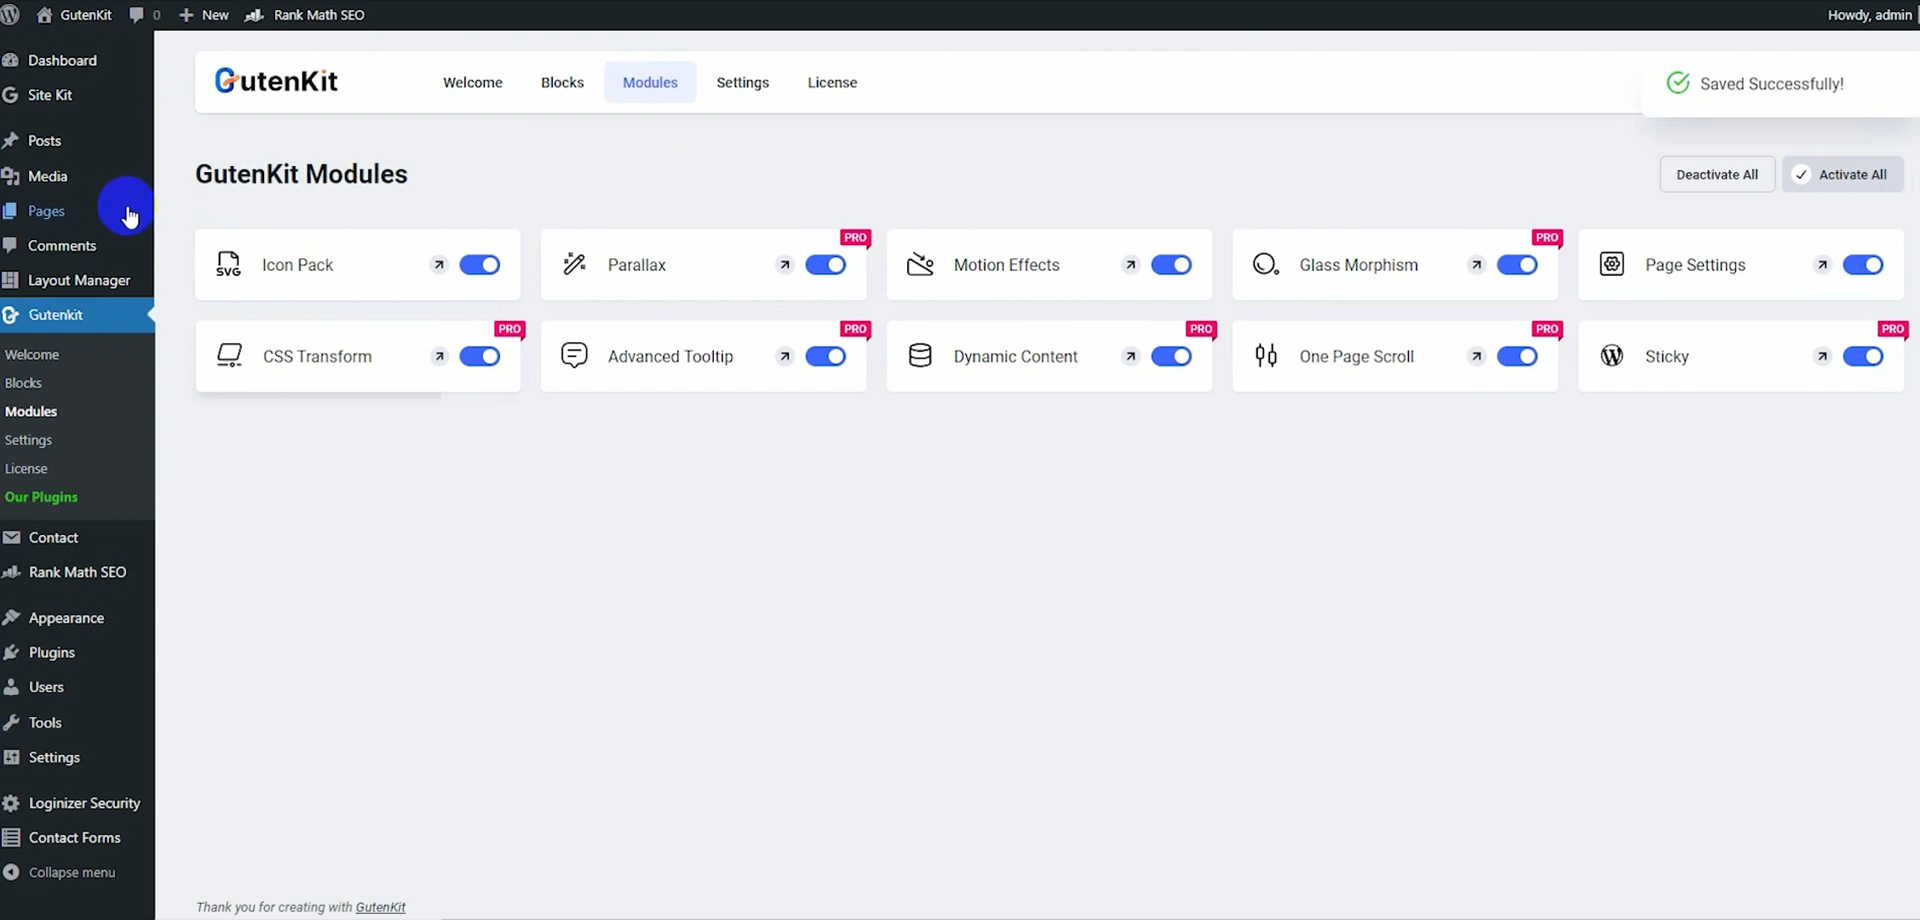 GutenKit
0
New
Rank Math SEO
Howdy, admin
Dashboard
Site Kit
Posts
Media
Pages
Comments
Layout Manager
Gutenkit
Welcome
Blocks
Modules
Settings
License
Our Plugins
Contact
Rank Math SEO
Appearance
Plugins
Users
Tools
Settings
Loginizer Security
Contact Forms
Collapse menu
GutenKit
Welcome
Blocks
Modules
Settings
License
Saved Successfully!
GutenKit Modules
Deactivate All
Activate All
SVG
Icon Pack
PRO
Parallax
Motion Effects
PRO
Glass Morphism
Page Settings
PRO
CSS Transform
PRO
Advanced Tooltip
PRO
Dynamic Content
PRO
One Page Scroll
PRO
Sticky
Thank you for creating with GutenKit